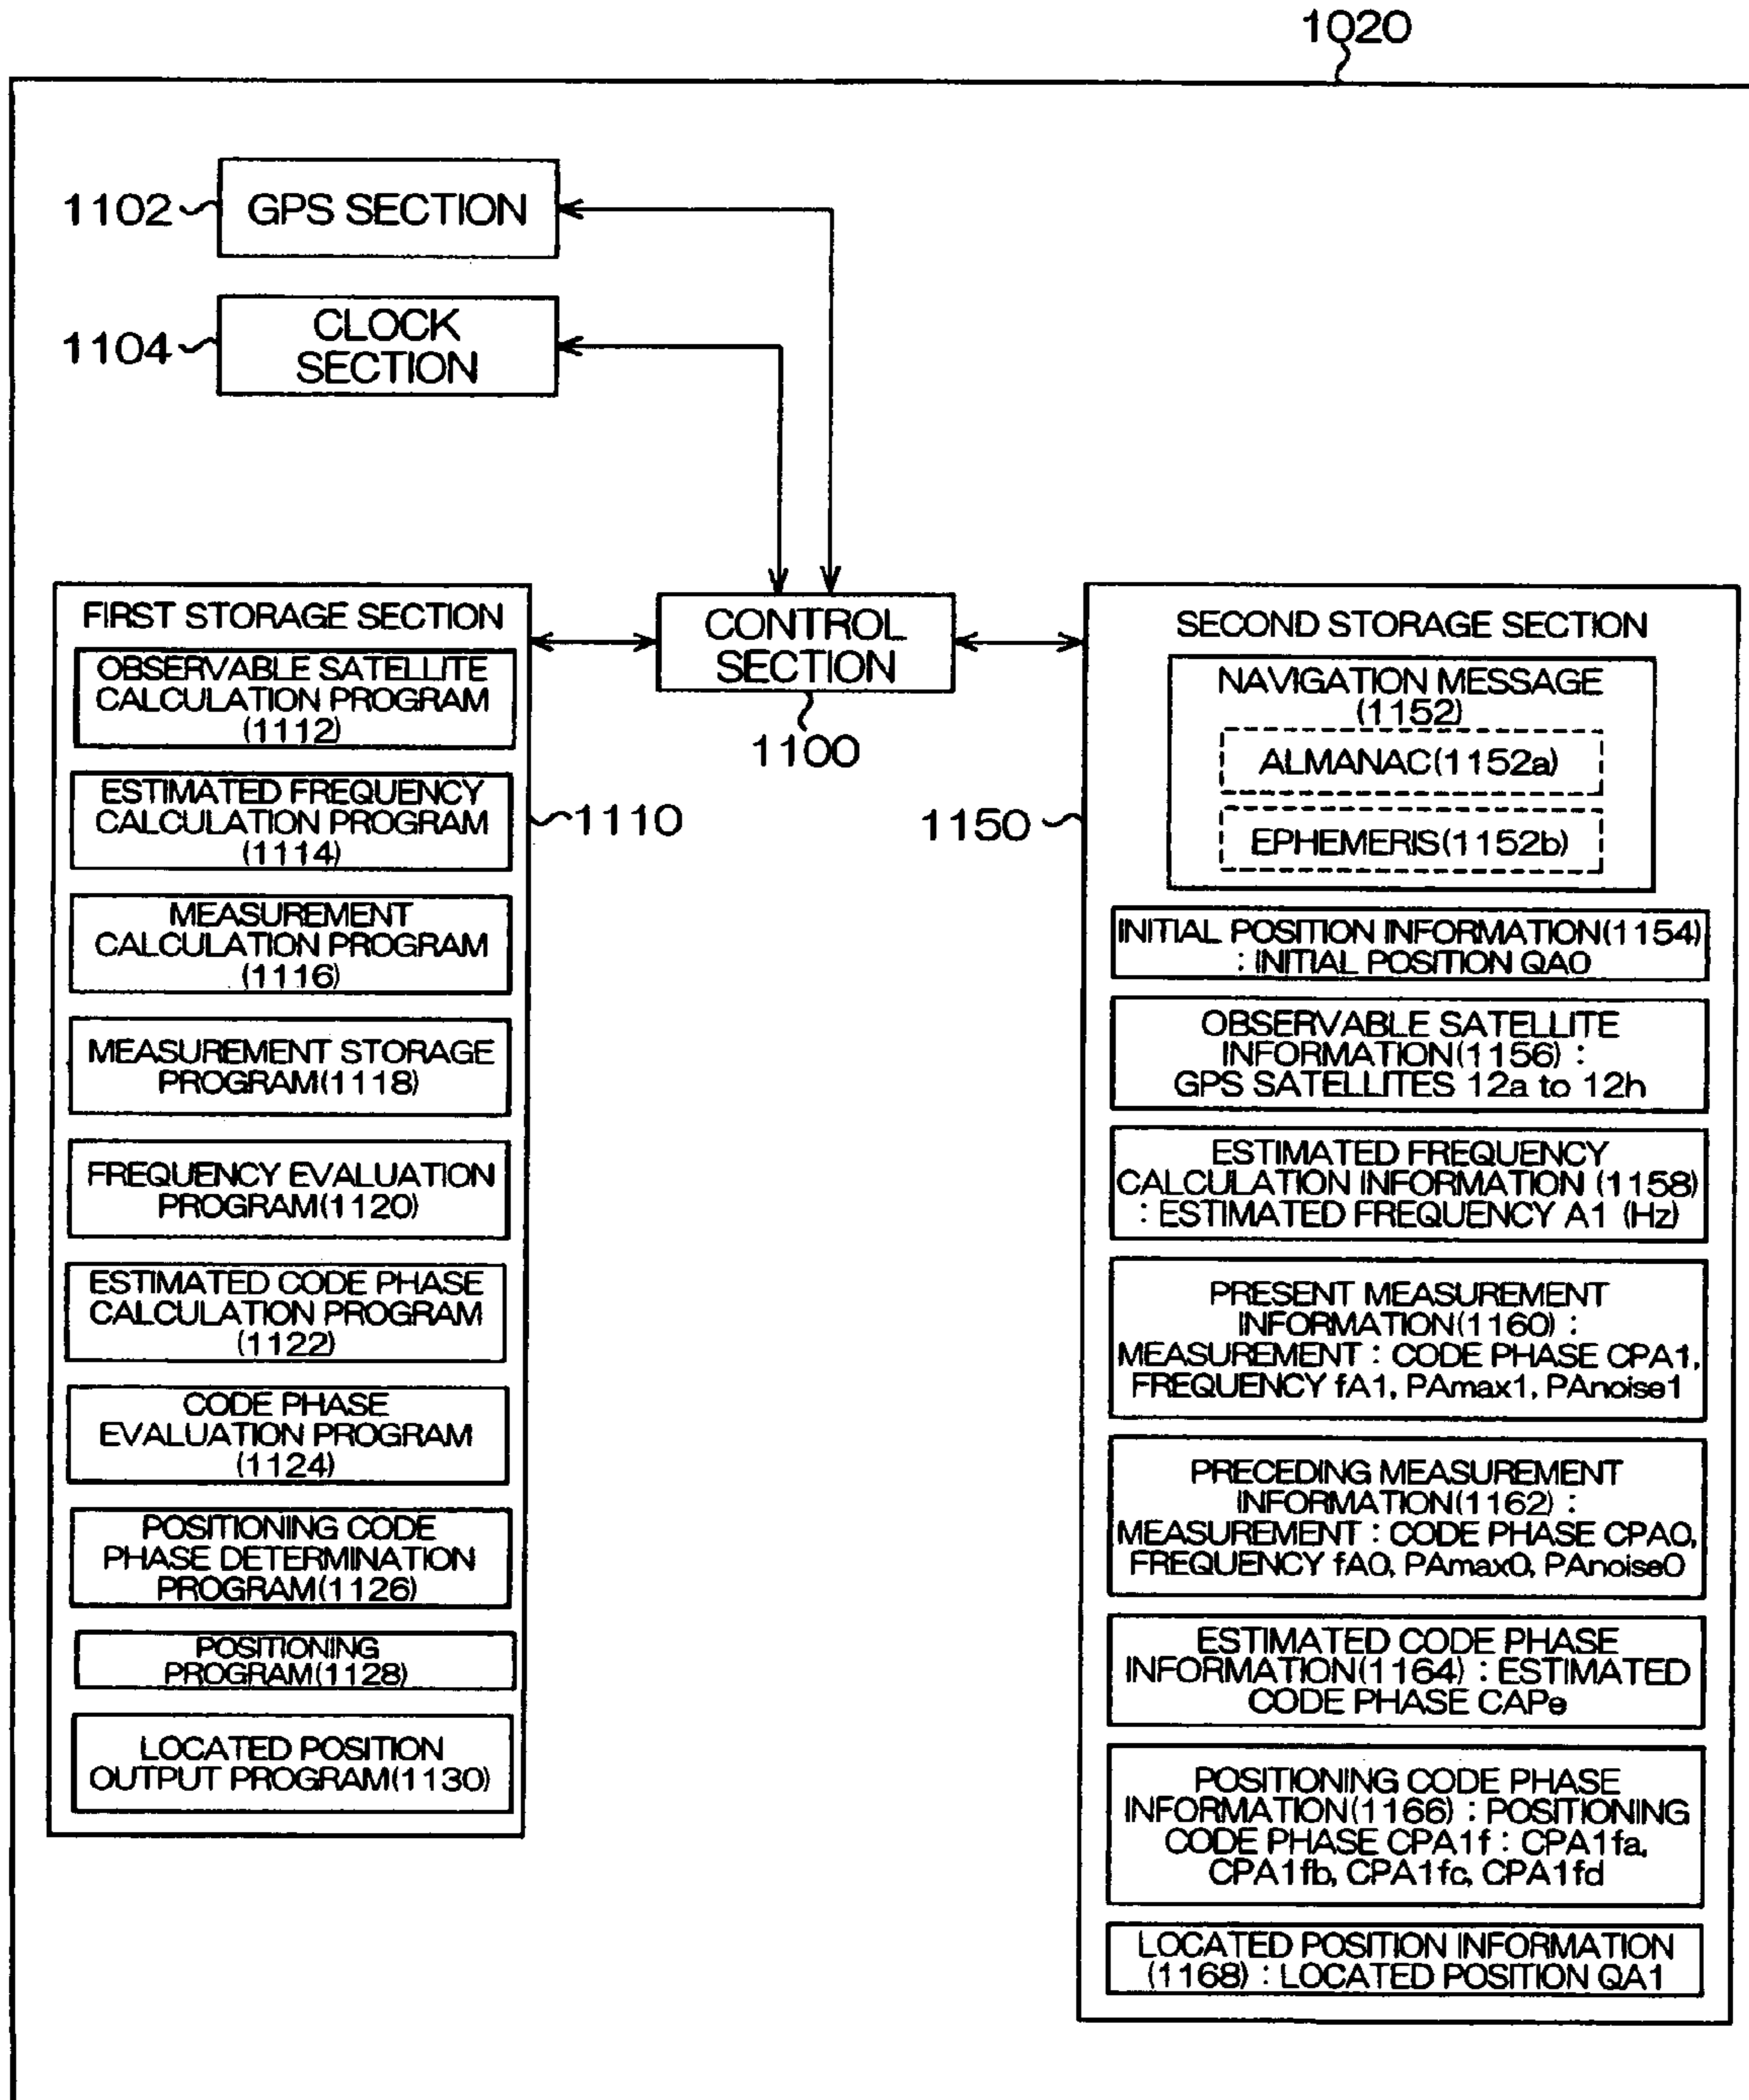 1020
1102
GPS SECTION
1104
CLOCK
SECTION
CONTROL
SECTION
1100
FIRST STORAGE SECTION
OBSERVABLE SATELLITE
CALCULATION PROGRAM
(1112)
ESTIMATED FREQUENCY
CALCULATION PROGRAM
(1114)
1110
MEASUREMENT
CALCULATION PROGRAM
(1116)
MEASUREMENT STORAGE
PROGRAM(1118)
FREQUENCY EVALUATION
PROGRAM(1120)
ESTIMATED CODE PHASE
CALCULATION PROGRAM
(1122)
CODE PHASE
EVALUATION PROGRAM
(1124)
POSITIONING CODE
PHASE DETERMINATION
PROGRAM(1126)
POSITIONING
PROGRAM(1128)
LOCATED POSITION
OUTPUT PROGRAM(1130)
1150
SECOND STORAGE SECTION
NAVIGATION MESSAGE
(1152)
ALMANAC(1152a)
EPHEMERIS(1152b)
INITIAL POSITION INFORMATION(1154)
: INITIAL POSITION QA0
OBSERVABLE SATELLITE
INFORMATION(1156) :
GPS SATELLITES 12a to 12h
ESTIMATED FREQUENCY
CALCULATION INFORMATION (1158)
: ESTIMATED FREQUENCY A1 (Hz)
PRESENT MEASUREMENT
INFORMATION(1160) :
MEASUREMENT : CODE PHASE CPA1,
FREQUENCY fA1, PAmax1, PAnoise1
PRECEDING MEASUREMENT
INFORMATION(1162) :
MEASUREMENT : CODE PHASE CPA0,
FREQUENCY fA0, PAmax0, PAnoise0
ESTIMATED CODE PHASE
INFORMATION(1164) : ESTIMATED
CODE PHASE CAPe
POSITIONING CODE PHASE
INFORMATION(1166) : POSITIONING
CODE PHASE CPA1f : CPA1fa,
CPA1fb, CPA1fc, CPA1fd
LOCATED POSITION INFORMATION
(1168) : LOCATED POSITION QA1